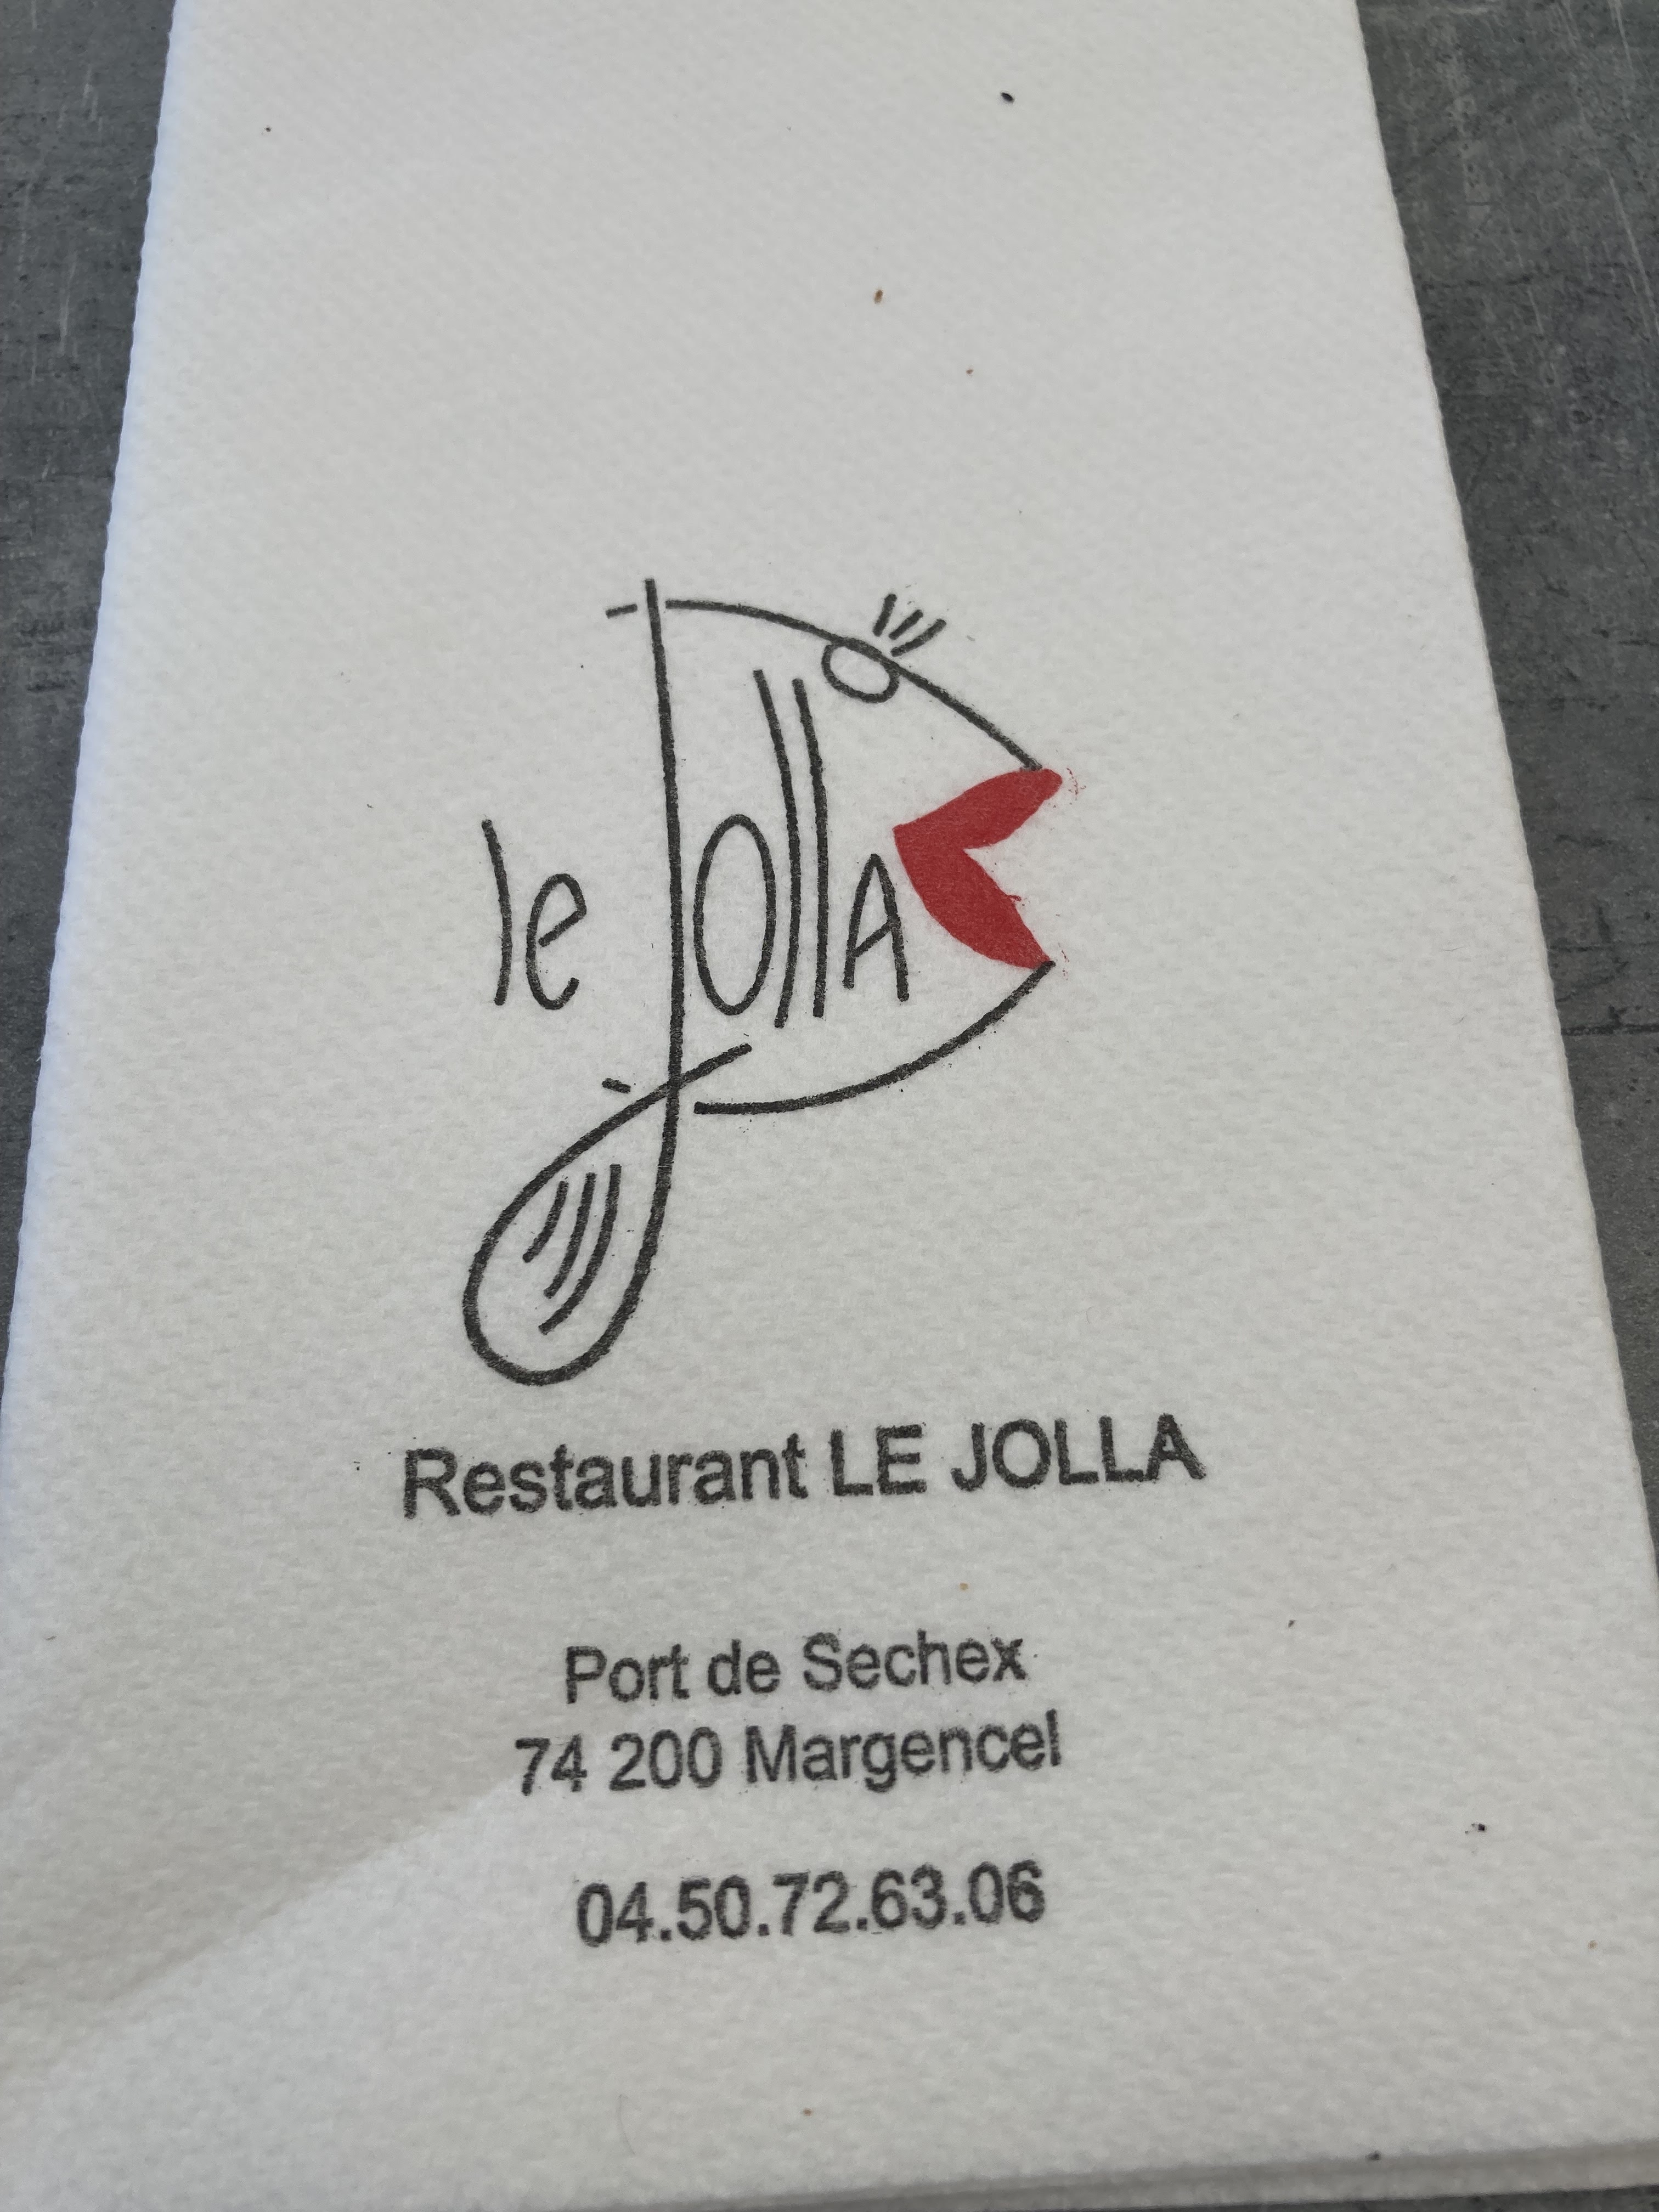 le JollA
Restaurant LE JOLLA
Port de Sechex
74 200 Margencel
04.50.72.63.06